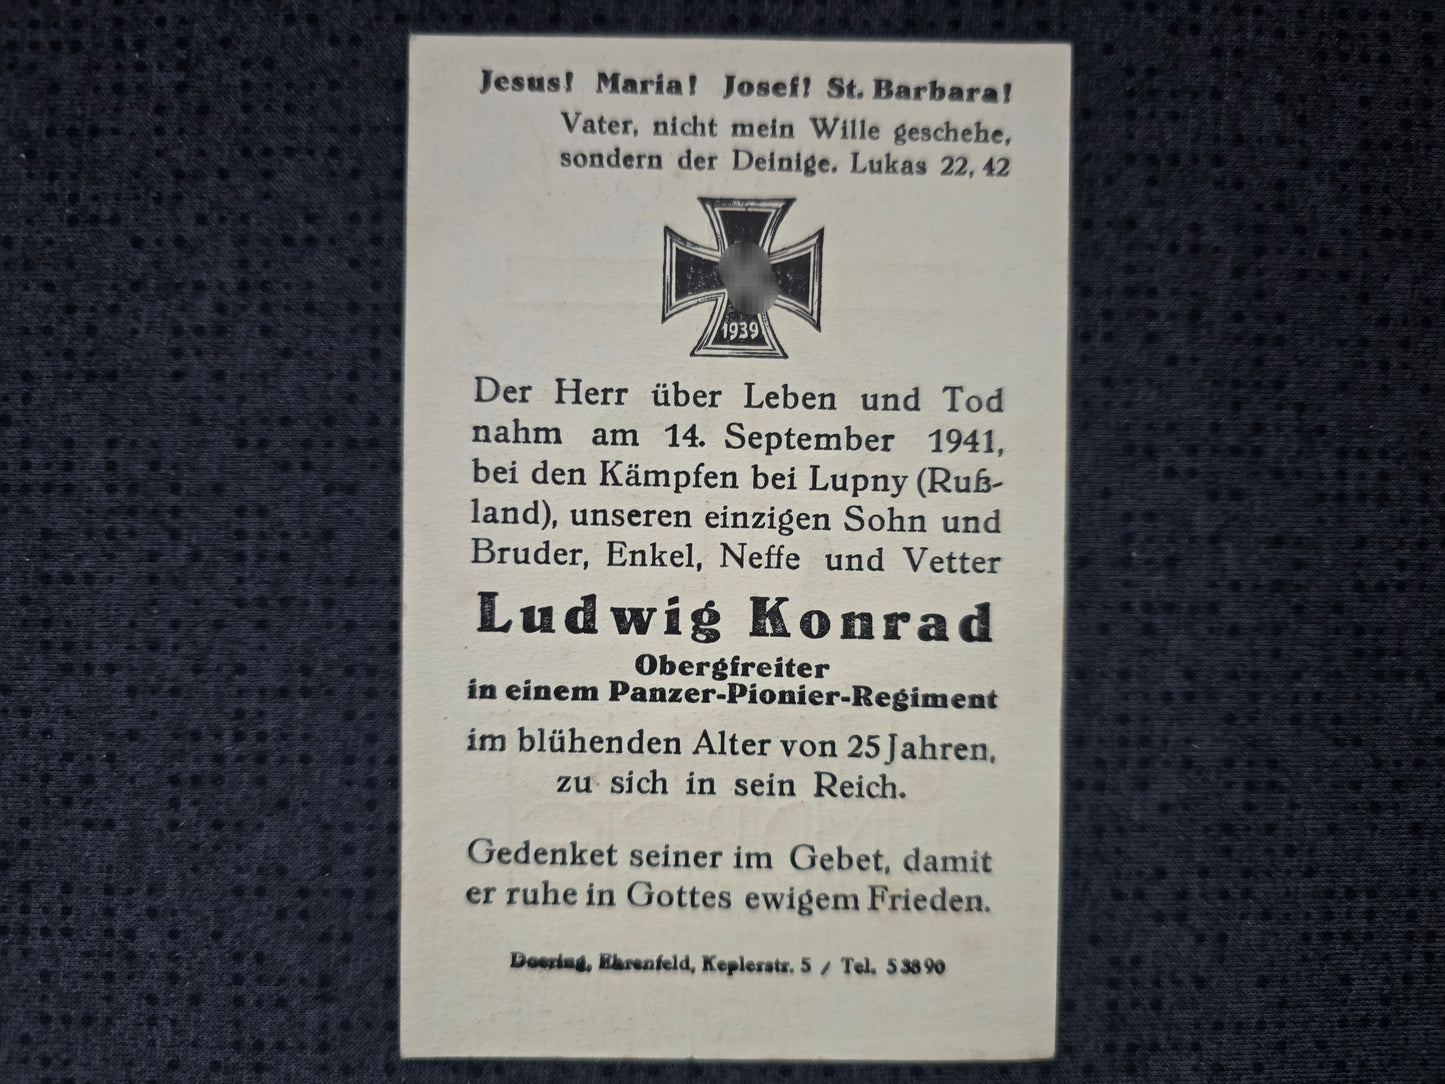 Jesus! Maria! Josef! St. Barbara!
Vater, nicht mein Wille geschehe,
sondern der Deinige. Lukas 22, 42
1939
Der Herr über Leben und Tod
nahm am 14. September 1941,
bei den Kämpfen bei Lupny (Ruß-
land), unseren einzigen Sohn und
Bruder, Enkel, Neffe und Vetter
Ludwig Konrad
Obergfreiter
in einem Panzer-Pionier-Regiment
im blühenden Alter von 25 Jahren,
zu sich in sein Reich.
Gedenket seiner im Gebet, damit
er ruhe in Gottes ewigem Frieden.
Doering, Ehrenfeld, Keplerstr. 5 / Tel. 53890